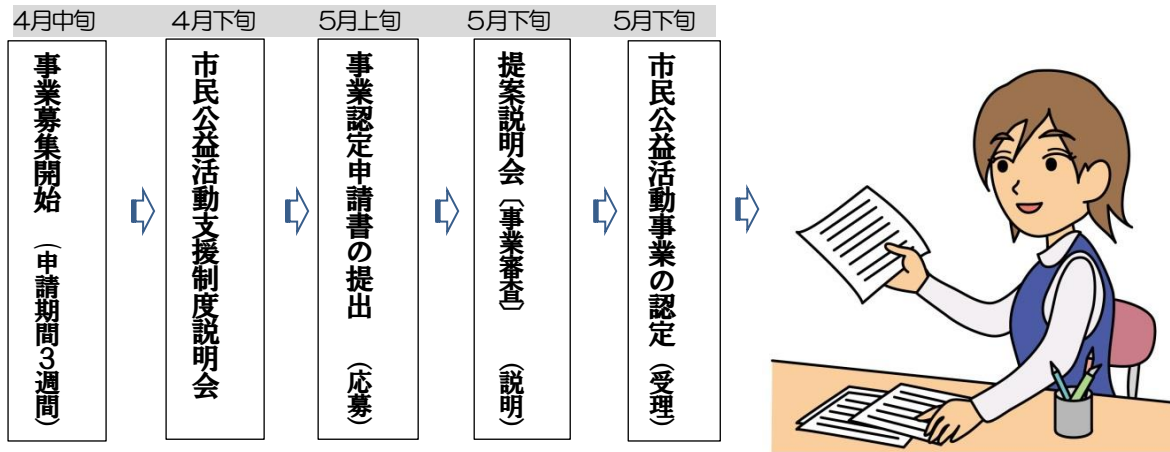 4月中旬
4月下旬
5月上旬
5月下旬
5月下旬
事業募集開始 （申請期間3週間）
市民公益活動支援制度説明会
事業認定申請書の提出 （応募）
提案説明会〔事業審査〕 （説明）
市民公益活動事業の認定 （受理）